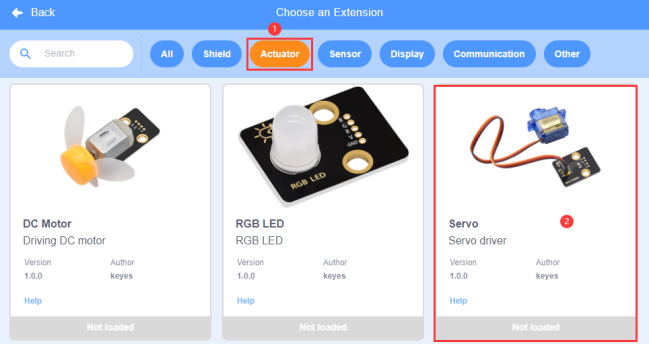 Back
Choose an Extension
1
Search
All
Shield
Actuator
Sensor
Display
Communication
Other
RGB LED
DC Motor
Driving DC motor
Version
Author
1.0.0
keyes
Help
Not loaded
RGB LED
RGB LED
Version
Author
1.0.0
keyes
Help
Not loaded
Servo
2
Servo driver
Version
Author
1.0.0
keyes
Help
Not loaded